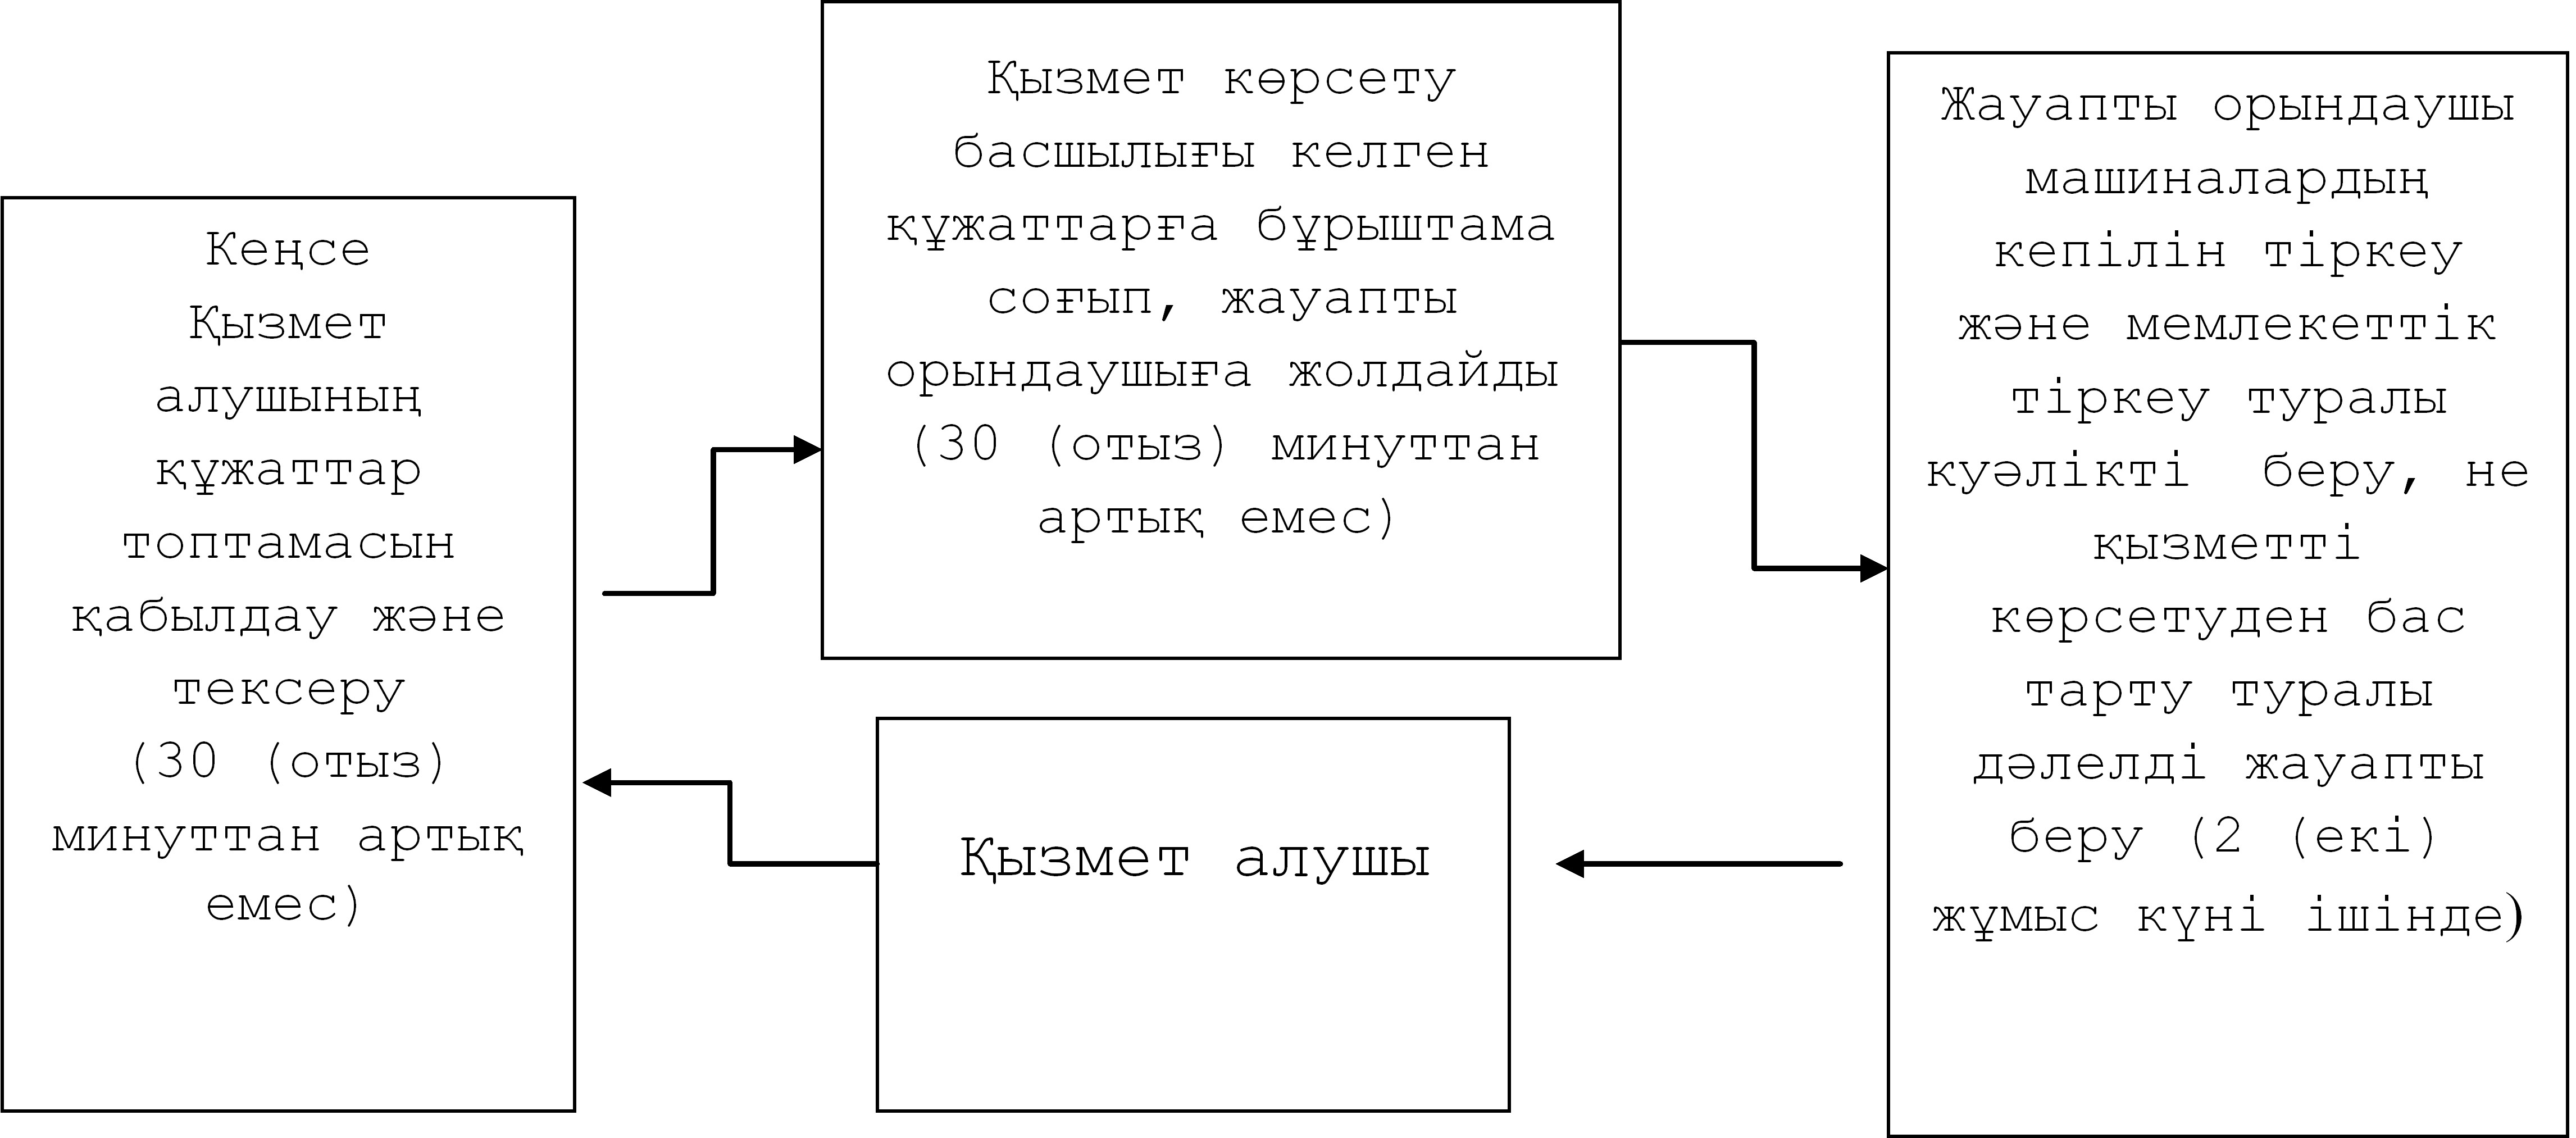 Кеңсе
Қызмет
алушының
құжаттар
топтамасын
қабылдау және
тексеру
(30 (отыз)
минуттан артық
емес)
Қызмет көрсету
басшылығы келген
құжаттарға бұрыштама
соғып, жауапты
орындаушыға жолдайды
(30 (отыз) минуттан
артық емес)
Жауапты орындаушы
машиналардың
кепілін тіркеу
және мемлекеттік
тіркеу туралы
куәлікті беру, не
қызметті
көрсетуден бас
тарту туралы
дәлелді жауапты
беру (2 (екі)
жұмыс күні ішінде)
Қызмет алушы